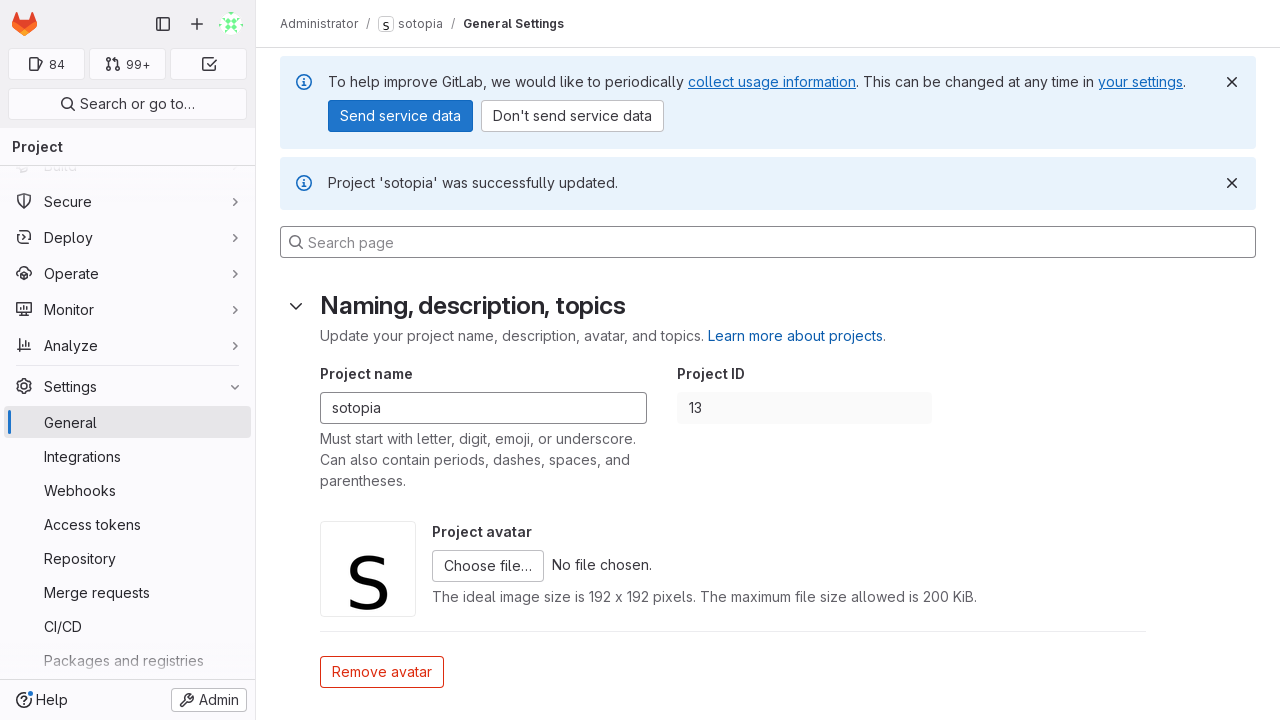 Administrator / S sotopia / General Settings
84
99+
Search or go to…
Project
Build
Secure
Deploy
Operate
Monitor
Analyze
Settings
General
Integrations
Webhooks
Access tokens
Repository
Merge requests
CI/CD
Packages and registries
Help
Admin
To help improve GitLab, we would like to periodically collect usage information. This can be changed at any time in your settings.
Send service data
Don't send service data
Project 'sotopia' was successfully updated.
Search page
Naming, description, topics
Update your project name, description, avatar, and topics. Learn more about projects.
Project name
Project ID
sotopia
13
Must start with letter, digit, emoji, or underscore.
Can also contain periods, dashes, spaces, and
parentheses.
S
Project avatar
Choose file… No file chosen.
The ideal image size is 192 x 192 pixels. The maximum file size allowed is 200 KiB.
Remove avatar